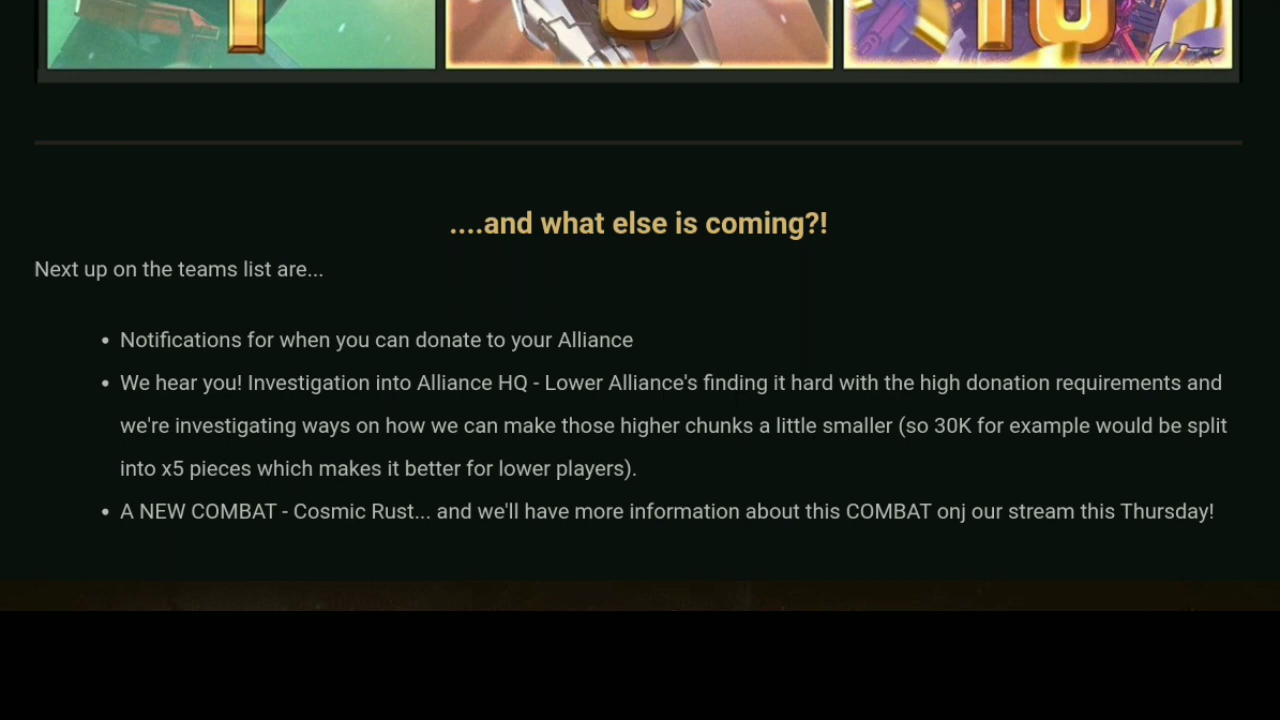 1
10
....and what else is coming?!
Next up on the teams list are...
• Notifications for when you can donate to your Alliance
• We hear you! Investigation into Alliance HQ - Lower Alliance's finding it hard with the high donation requirements and
we're investigating ways on how we can make those higher chunks a little smaller (so 30K for example would be split
into x5 pieces which makes it better for lower players).
• A NEW COMBAT - Cosmic Rust... and we'll have more information about this COMBAT onj our stream this Thursday!